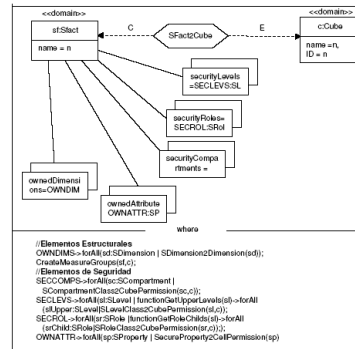 <<domain>>
sf:Sfact
name = n
C
SFact2Cube
E
<<domain>>
c:Cube
name =n,
ID = n
securityLevels
=SECLEVS:SL
securityRoles=
SECROL:SRol
securityCompa
rtments =
ownedDimensi
ons=OWNDIM
ownedAttribute
OWNATTR:SP
where
//Elementos Estructurales
OWNDIMS->forAll(sd:SDimension | SDimension2Dimension(sd));
CreateMeasureGroups(sf,c);
//Elementos de Seguridad
SECCOMPS->forAll(sc:SCompartment |
SCompartmentClass2CubePermission(sc,c));
SECLEVS->forAll(sl:SLevel | functionGetUpperLevels(sl)->forAll
(slUper:SLevel|SLevelClass2CubePermission(sl,c));
SECROL->forAll(sr:SRole |functionGetRoleChilds(sr)->forAll
(srChild:SRole|SRoleClass2CubePermission(sr,c)););
OWNATTR->forAll(sp:SProperty | SecureProperty2CellPermission(sp)